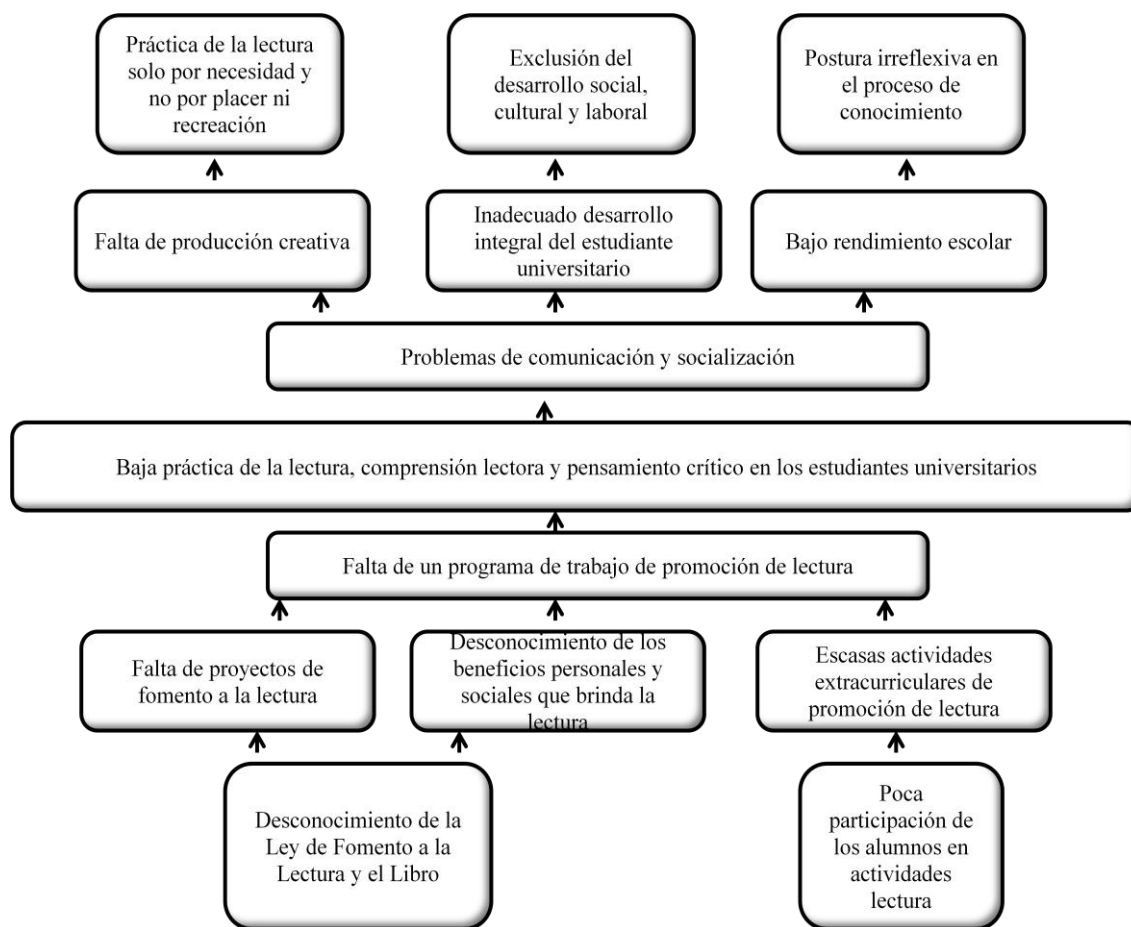 Práctica de la lectura
solo por necesidad y
no por placer ni
recreación
Exclusión del
desarrollo social,
cultural y laboral
Postura irreflexiva en
el proceso de
conocimiento
Falta de producción creativa
Inadecuado desarrollo
integral del estudiante
universitario
Bajo rendimiento escolar
Problemas de comunicación y socialización
Baja práctica de la lectura, comprensión lectora y pensamiento crítico en los estudiantes universitarios
Falta de un programa de trabajo de promoción de lectura
Falta de proyectos de
fomento a la lectura
Desconocimiento de los
beneficios personales y
sociales que brinda la
lectura
Escasas actividades
extracurriculares de
promoción de lectura
Desconocimiento de la
Ley de Fomento a la
Lectura y el Libro
Poca
participación de
los alumnos en
actividades
lectura